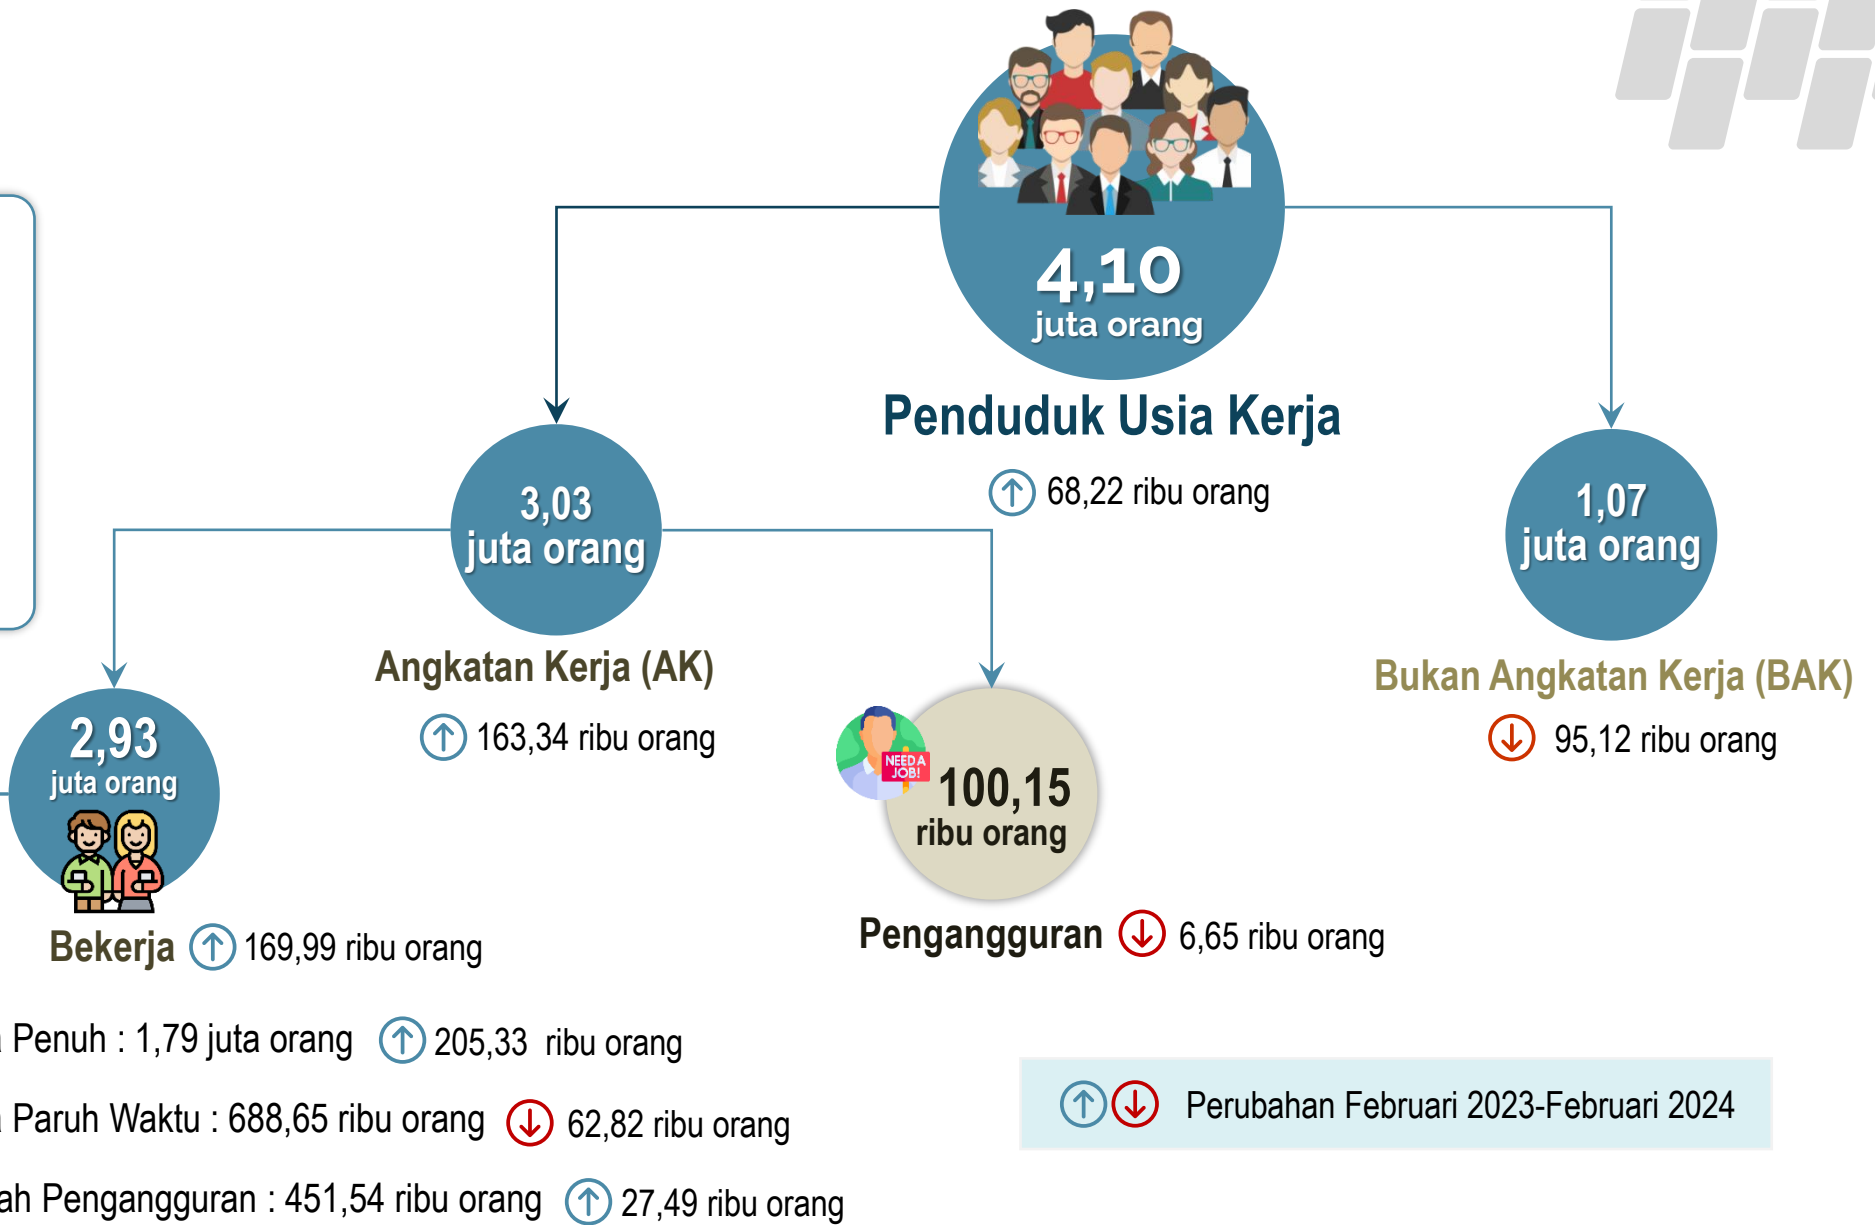 4,10
juta orang
Penduduk Usia Kerja
68,22 ribu orang
3,03
juta orang
Angkatan Kerja (AK)
163,34 ribu orang
1,07
juta orang
Bukan Angkatan Kerja (BAK)
95,12 ribu orang
2,93
juta orang
Bekerja 169,99 ribu orang
NEED A
JOB!
100,15
ribu orang
Pengangguran 6,65 ribu orang
a Penuh : 1,79 juta orang 205,33 ribu orang
a Paruh Waktu : 688,65 ribu orang 62,82 ribu orang
ah Pengangguran : 451,54 ribu orang 27,49 ribu orang
Perubahan Februari 2023-Februari 2024